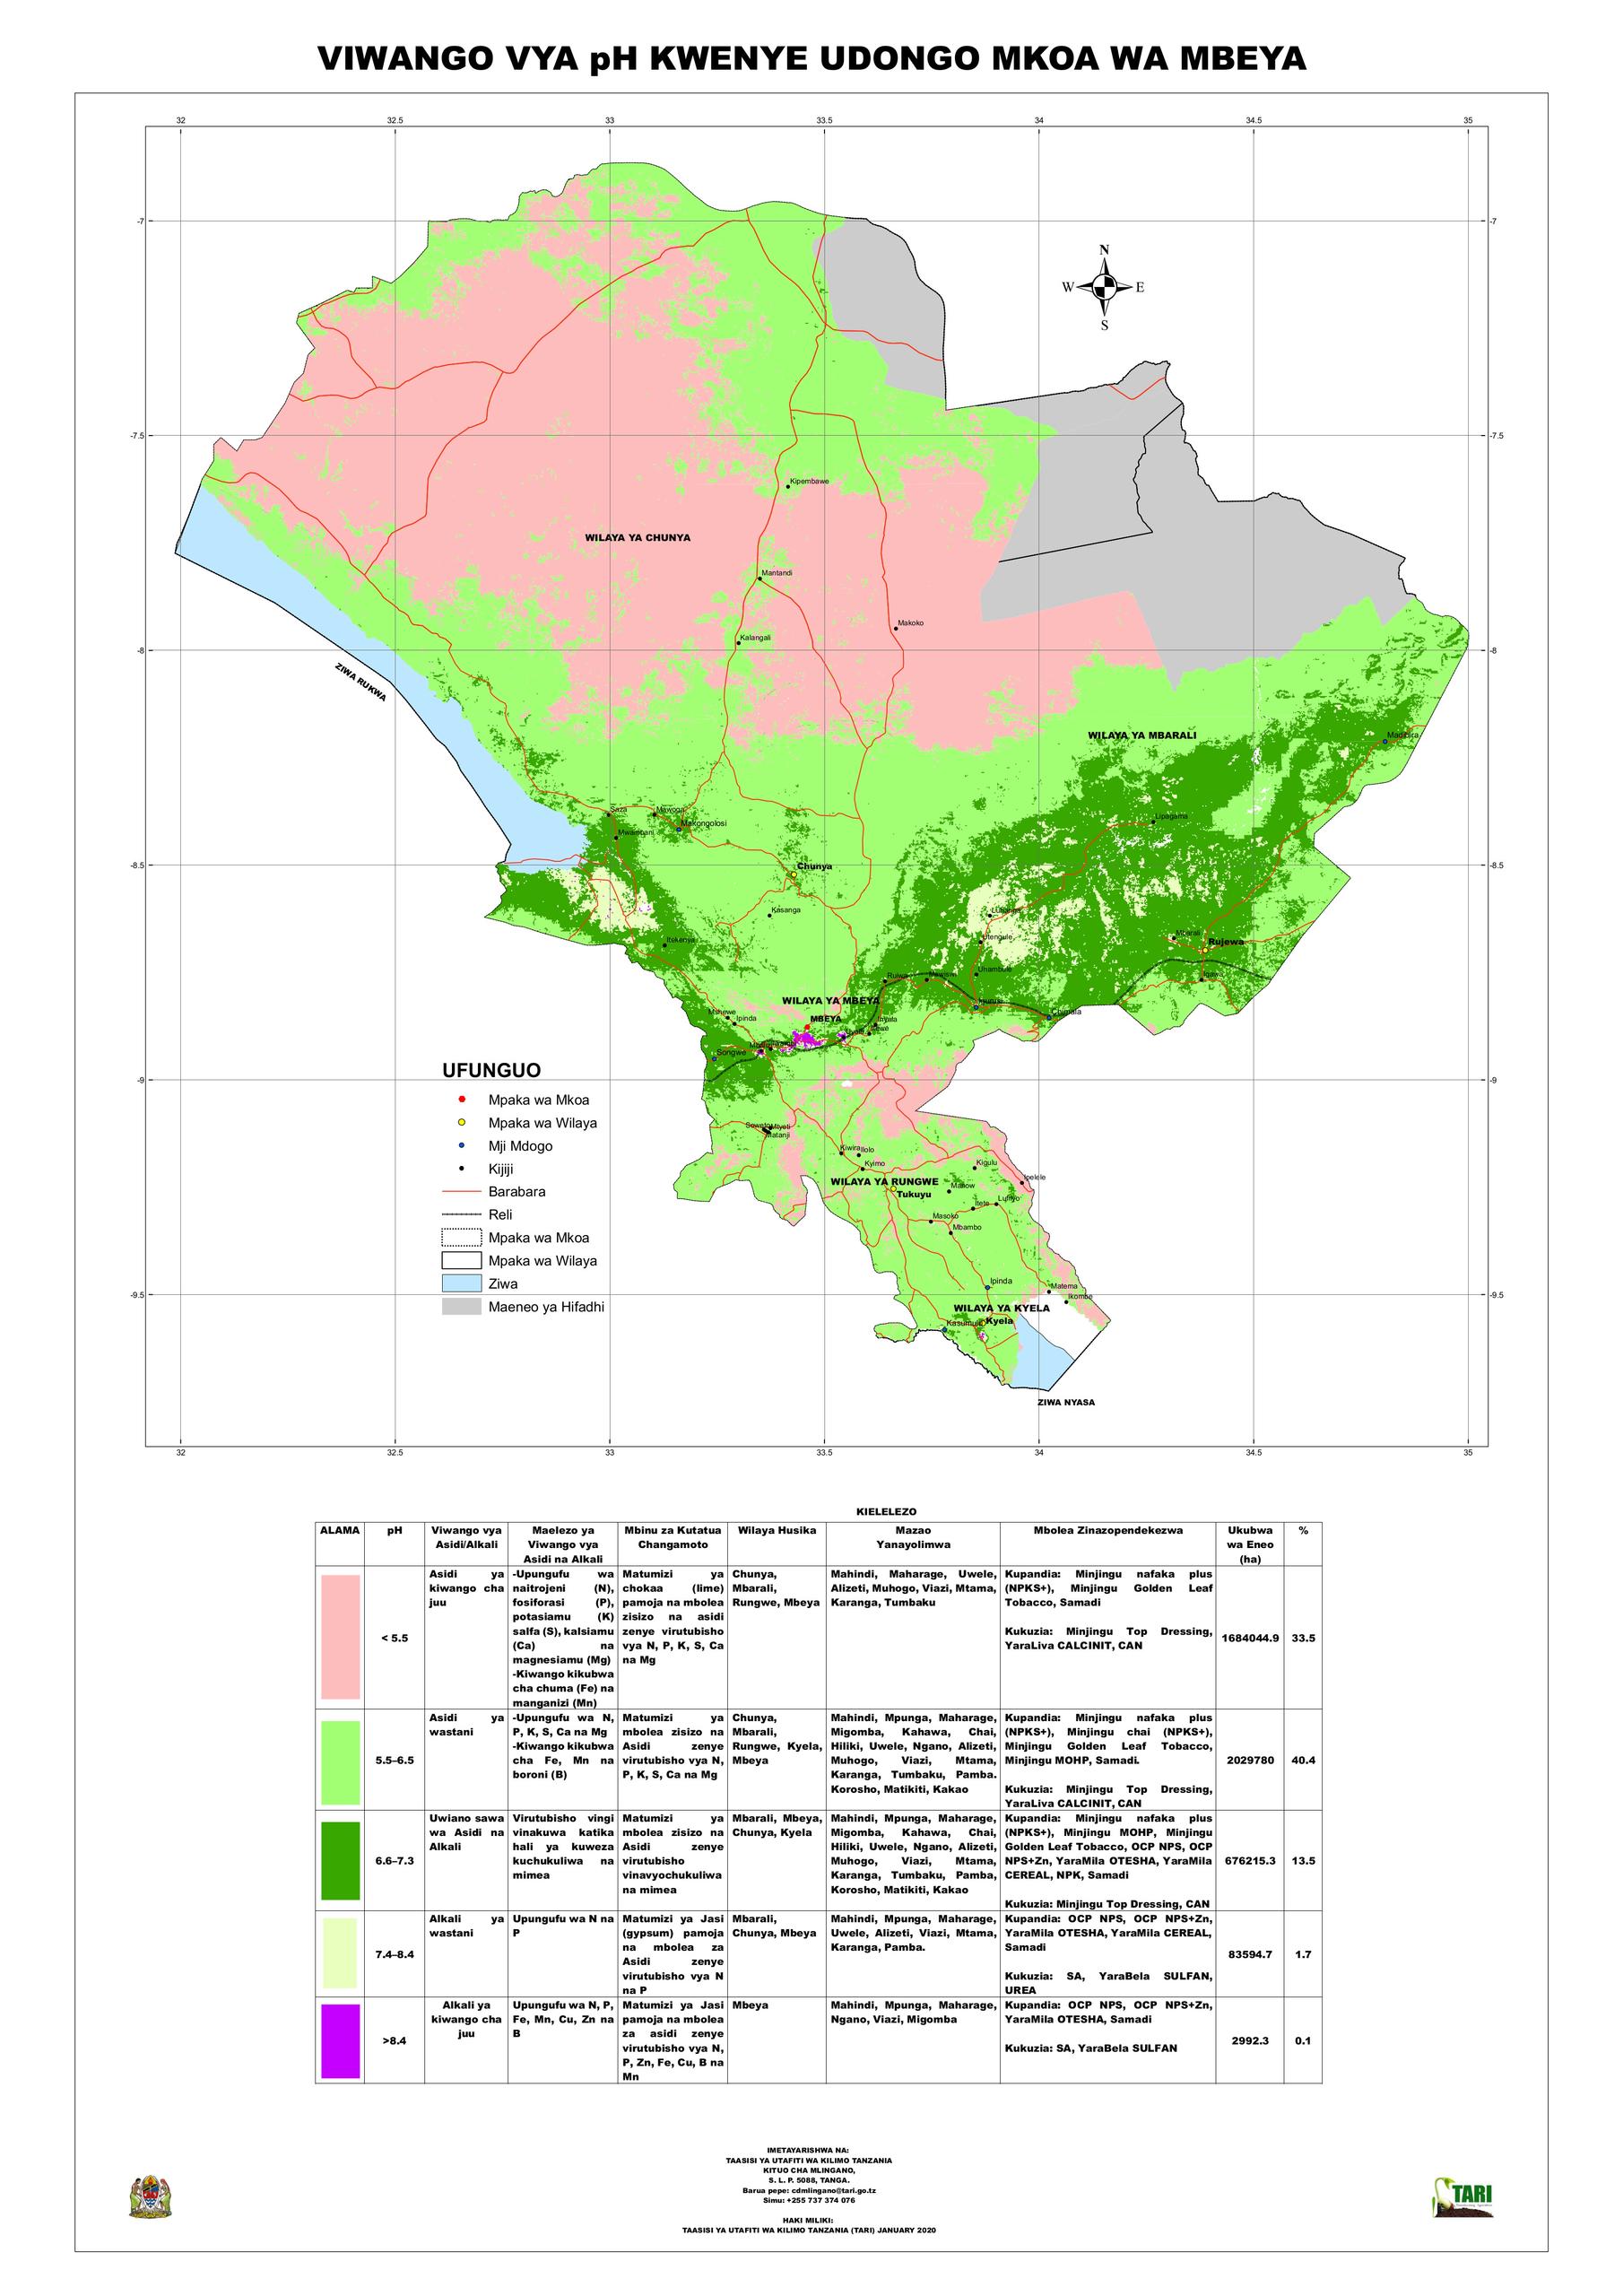 VIWANGO VYA pH KWENYE UDONGO MKOA WA MBEYA
32 32.5 33 33.5 34 34.5 35
-7 -7
N
W E
S
-7.5 -7.5
Kipembawe
WILAYA YA CHUNYA
Mantandi
Makoko
Kalangali
-8 -8
ZIWA RUKWA
WILAYA YA MBARALI
Madibira
Saza
Mawoga
Makongolosi
Lipagama
Mwambani
-8.5 -8.5
Chunya
Kasanga
Mbarali
Utengule
Rujewa
Itekenya
Uhambule
Ruiwa
Igawa
WILAYA YA MBEYA
Chimala
Ipinda
MBEYA
Songwe
-9 -9
UFUNGUO
Mpaka wa Mkoa
Mpaka wa Wilaya
Mji Mdogo
Kijiji
Barabara
Reli
Mpaka wa Mkoa
Mpaka wa Wilaya
Ziwa
Maeneo ya Hifadhi
Kiwira
Ilolo
Kyimo
Kigulu
Ipelele
WILAYA YA RUNGWE
Manow
Tukuyu
Lufilyo
Itete
Masoko
Mbambo
Ipinda
Matema
-9.5 -9.5
Ikombe
WILAYA YA KYELA
Kyela
Kasumulu
ZIWA NYASA
32 32.5 33 33.5 34 34.5 35
KIELELEZO
ALAMA
pH
Viwango vya
Asidi/Alkali
Maelezo ya
Viwango vya
Asidi na Alkali
Mbinu za Kutatua
Changamoto
Wilaya Husika
Mazao
Yanayolimwa
Mbolea Zinazopendekezwa
Ukubwa
wa Eneo
(ha)
%
< 5.5
Asidi ya
kiwango cha
juu
-Upungufu wa
naitrojeni (N),
fosiforasi (P),
potasiamu (K)
salfa (S), kalsiamu
(Ca) na
magnesiamu (Mg)
-Kiwango kikubwa
cha chuma (Fe) na
manganizi (Mn)
Matumizi ya
chokaa (lime)
pamoja na mbolea
zisizo na asidi
zenye virutubisho
vya N, P, K, S, Ca
na Mg
Chunya,
Mbarali,
Rungwe, Mbeya
Mahindi, Maharage, Uwele,
Alizeti, Muhogo, Viazi, Mtama,
Karanga, Tumbaku
Kupandia: Minjingu nafaka plus
(NPKS+), Minjingu Golden Leaf
Tobacco, Samadi
Kukuzia: Minjingu Top Dressing,
YaraLiva CALCINIT, CAN
1684044.9
33.5
5.5–6.5
Asidi ya
wastani
-Upungufu wa N,
P, K, S, Ca na Mg
-Kiwango kikubwa
cha Fe, Mn na
boroni (B)
Matumizi ya
mbolea zisizo na
Asidi zenye
virutubisho vya N,
P, K, S, Ca na Mg
Chunya,
Mbarali,
Rungwe, Kyela,
Mbeya
Mahindi, Mpunga, Maharage,
Migomba, Kahawa, Chai,
Hiliki, Uwele, Ngano, Alizeti,
Muhogo, Viazi, Mtama,
Karanga, Tumbaku, Pamba.
Korosho, Matikiti, Kakao
Kupandia: Minjingu nafaka plus
(NPKS+), Minjingu chai (NPKS+),
Minjingu Golden Leaf Tobacco,
Minjingu MOHP, Samadi.
Kukuzia: Minjingu Top Dressing,
YaraLiva CALCINIT, CAN
2029780
40.4
6.6–7.3
Uwiano sawa
wa Asidi na
Alkali
Virutubisho vingi
vinakuwa katika
hali ya kuweza
kuchukuliwa na
mimea
Matumizi ya
mbolea zisizo na
Asidi zenye
virutubisho
vinavyochukuliwa
na mimea
Mbarali, Mbeya,
Chunya, Kyela
Mahindi, Mpunga, Maharage,
Migomba, Kahawa, Chai,
Hiliki, Uwele, Ngano, Alizeti,
Muhogo, Viazi, Mtama,
Karanga, Tumbaku, Pamba,
Korosho, Matikiti, Kakao
Kupandia: Minjingu nafaka plus
(NPKS+), Minjingu MOHP, Minjingu
Golden Leaf Tobacco, OCP NPS, OCP
NPS+Zn, YaraMila OTESHA, YaraMila
CEREAL, NPK, Samadi
Kukuzia: Minjingu Top Dressing, CAN
676215.3
13.5
7.4–8.4
Alkali ya
wastani
Upungufu wa N na
P
Matumizi ya Jasi
(gypsum) pamoja
na mbolea za
Asidi zenye
virutubisho vya N
na P
Mbarali,
Chunya, Mbeya
Mahindi, Mpunga, Maharage,
Uwele, Alizeti, Viazi, Mtama,
Karanga, Pamba.
Kupandia: OCP NPS, OCP NPS+Zn,
YaraMila OTESHA, YaraMila CEREAL,
Samadi
Kukuzia: SA, YaraBela SULFAN,
UREA
83594.7
1.7
>8.4
Alkali ya
kiwango cha
juu
Upungufu wa N, P,
Fe, Mn, Cu, Zn na
B
Matumizi ya Jasi
pamoja na mbolea
za asidi zenye
virutubisho vya N,
P, Zn, Fe, Cu, B na
Mn
Mbeya
Mahindi, Mpunga, Maharage,
Ngano, Viazi, Migomba
Kupandia: OCP NPS, OCP NPS+Zn,
YaraMila OTESHA, Samadi
Kukuzia: SA, YaraBela SULFAN
2992.3
0.1
IMETAYARISHWA NA:
TAASISI YA UTAFITI WA KILIMO TANZANIA
KITUO CHA MLINGANO,
S. L. P. 5088, TANGA.
Barua pepe: cdmlingano@tari.go.tz
Simu: +255 737 374 076
HAKI MILIKI:
TAASISI YA UTAFITI WA KILIMO TANZANIA (TARI) JANUARY 2020
TARI